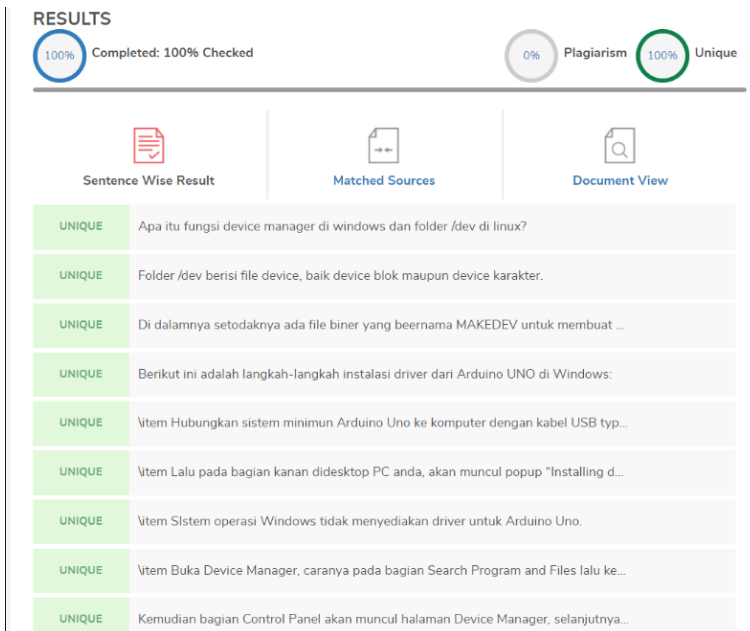 RESULTS
100% Completed: 100% Checked 0% Plagiarism 100% Unique
Sentence Wise Result Matched Sources Document View
UNIQUE Apa itu fungsi device manager di windows dan folder /dev di linux?
UNIQUE Folder /dev berisi file device, baik device blok maupun device karakter.
UNIQUE Di dalamnya setodaknya ada file biner yang beernama MAKEDEV untuk membuat ...
UNIQUE Berikut ini adalah langkah-langkah instalasi driver dari Arduino UNO di Windows:
UNIQUE \item Hubungkan sistem minimun Arduino Uno ke komputer dengan kabel USB typ...
UNIQUE \item Lalu pada bagian kanan didesktop PC anda, akan muncul popup “Installing d...
UNIQUE \item SIstem operasi Windows tidak menyediakan driver untuk Arduino Uno.
UNIQUE \item Buka Device Manager, caranya pada bagian Search Program and Files lalu ke...
UNIQUE Kemudian bagian Control Panel akan muncul halaman Device Manager, selanjutnya...